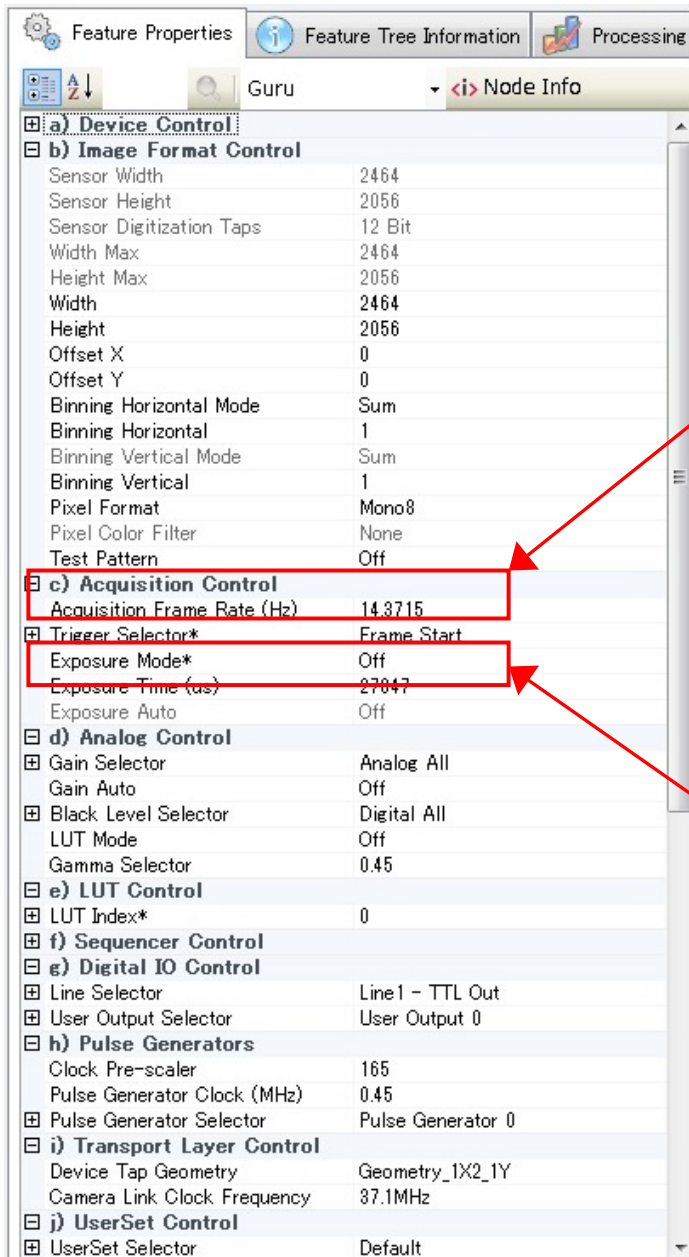 Feature Properties Feature Tree Information Processing
Guru <i> Node Info
a) Device Control
b) Image Format Control
Sensor Width 2464
Sensor Height 2056
Sensor Digitization Taps 12 Bit
Width Max 2464
Height Max 2056
Width 2464
Height 2056
Offset X 0
Offset Y 0
Binning Horizontal Mode Sum
Binning Horizontal 1
Binning Vertical Mode Sum
Binning Vertical 1
Pixel Format Mono8
Pixel Color Filter None
Test Pattern Off
c) Acquisition Control
Acquisition Frame Rate (Hz) 14.3715
Trigger Selector* Frame Start
Exposure Mode* Off
Exposure Time (us) 27847
Exposure Auto Off
d) Analog Control
Gain Selector Analog All
Gain Auto Off
Black Level Selector Digital All
LUT Mode Off
Gamma Selector 0.45
e) LUT Control
LUT Index* 0
f) Sequencer Control
g) Digital IO Control
Line Selector Line1 - TTL Out
User Output Selector User Output 0
h) Pulse Generators
Clock Pre-scaler 165
Pulse Generator Clock (MHz) 0.45
Pulse Generator Selector Pulse Generator 0
i) Transport Layer Control
Device Tap Geometry Geometry_1X2_1Y
Camera Link Clock Frequency 37.1MHz
j) UserSet Control
UserSet Selector Default